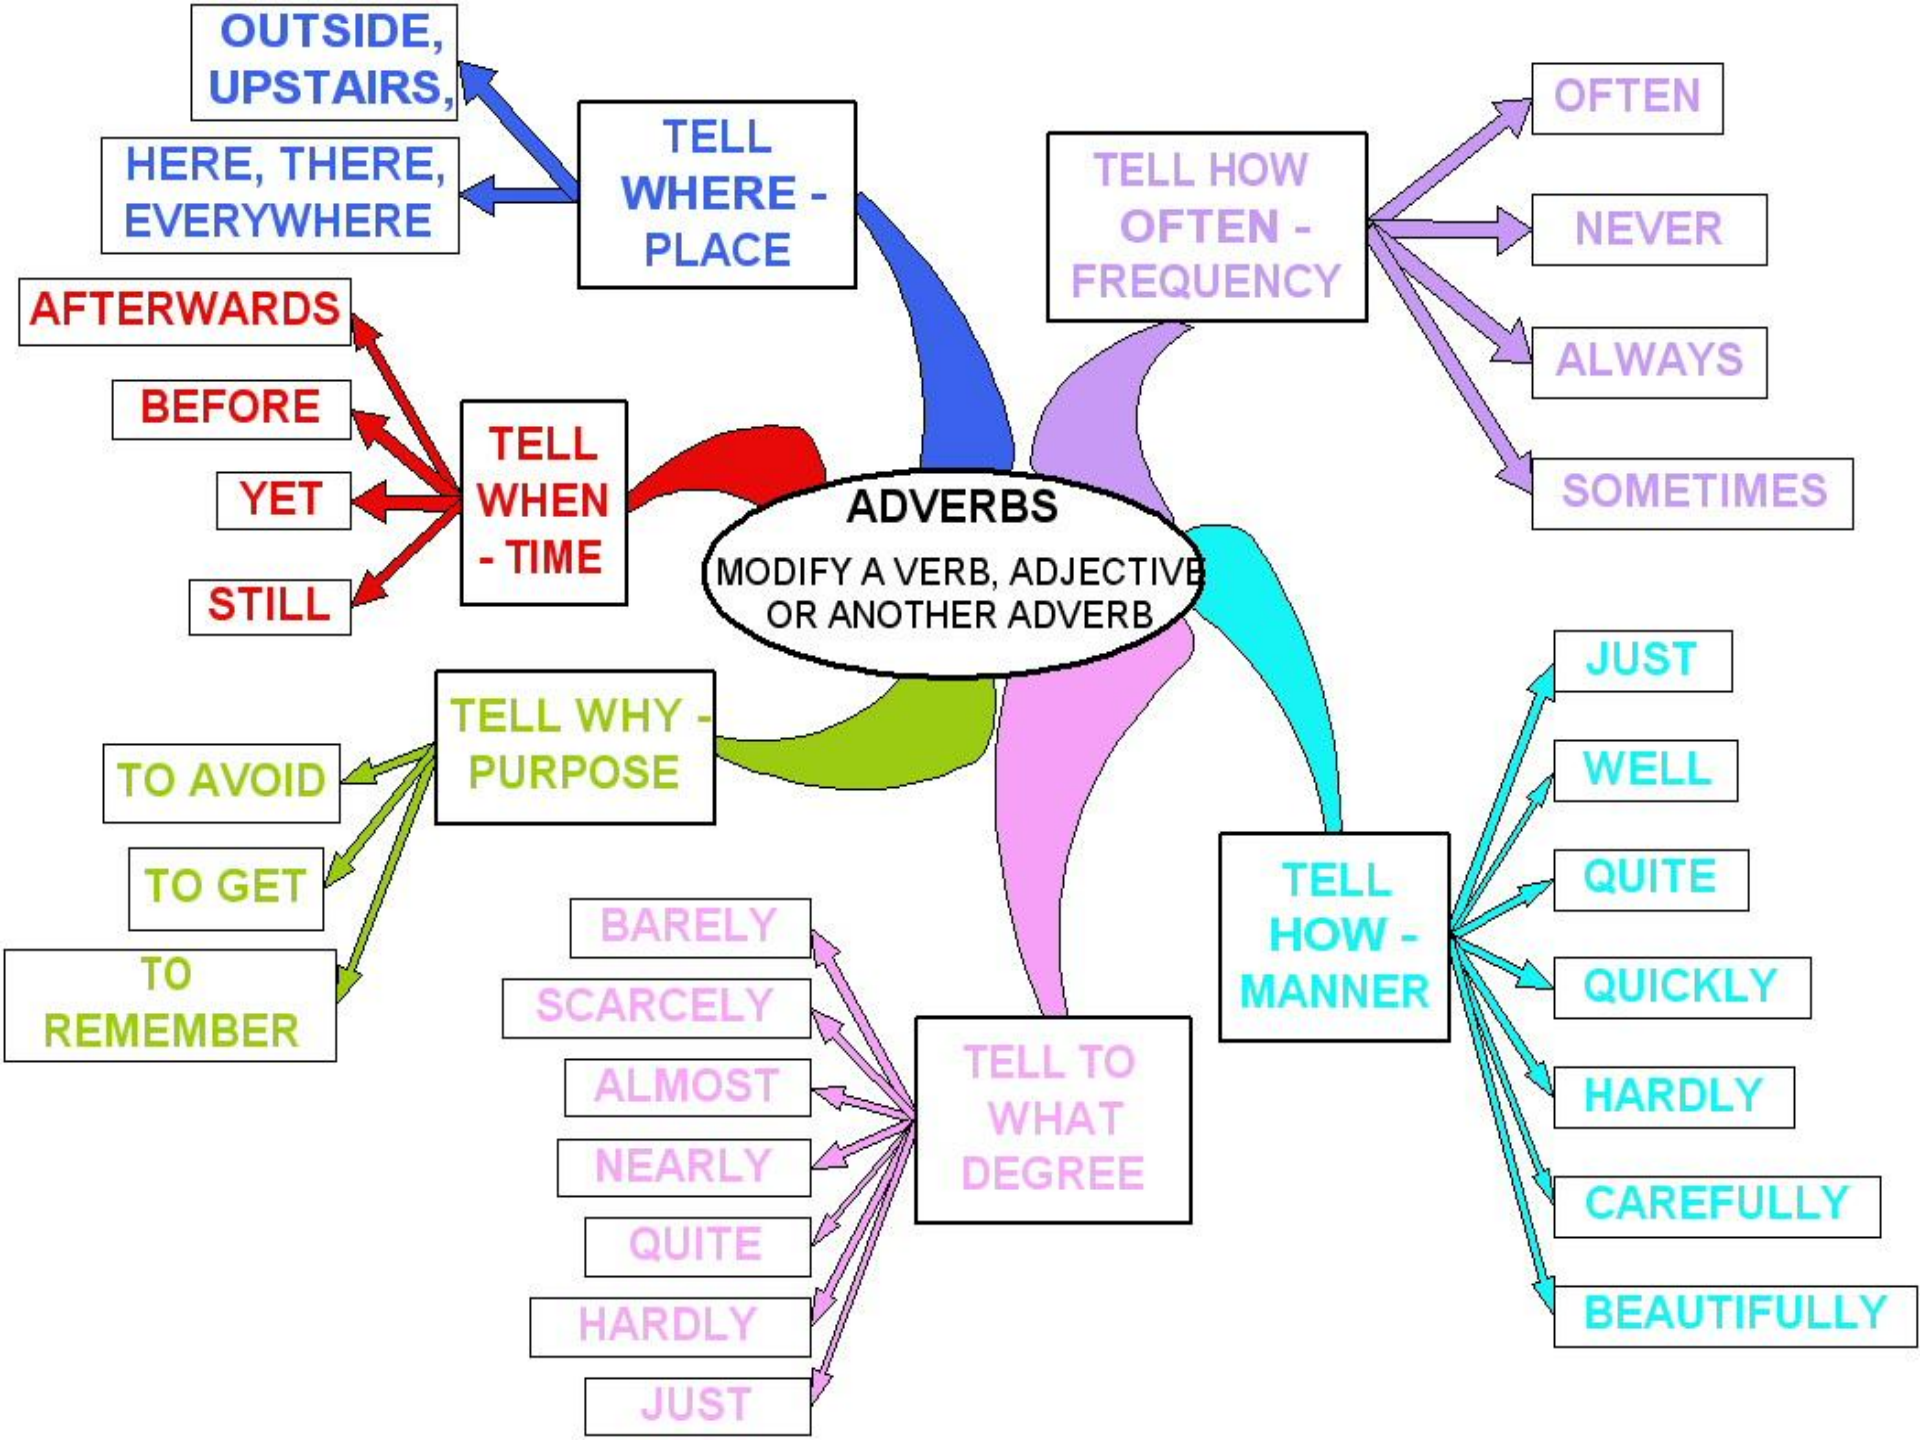 ADVERBS
MODIFY A VERB, ADJECTIVE
OR ANOTHER ADVERB
TELL
WHERE -
PLACE
OUTSIDE,
UPSTAIRS,
HERE, THERE,
EVERYWHERE
TELL
WHEN
- TIME
AFTERWARDS
BEFORE
YET
STILL
TELL WHY -
PURPOSE
TO AVOID
TO GET
TO
REMEMBER
TELL TO
WHAT
DEGREE
BARELY
SCARCELY
ALMOST
NEARLY
QUITE
HARDLY
JUST
TELL
HOW -
MANNER
JUST
WELL
QUITE
QUICKLY
HARDLY
CAREFULLY
BEAUTIFULLY
TELL HOW
OFTEN -
FREQUENCY
OFTEN
NEVER
ALWAYS
SOMETIMES